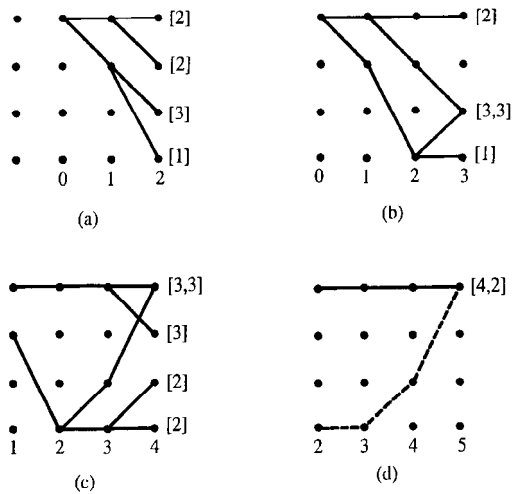 [2]
[2]
[3]
[1]
0 1 2
(a)
[2]
[3,3]
[1]
0 1 2 3
(b)
[3,3]
[3]
[2]
[2]
1 2 3 4
(c)
[4,2]
2 3 4 5
(d)